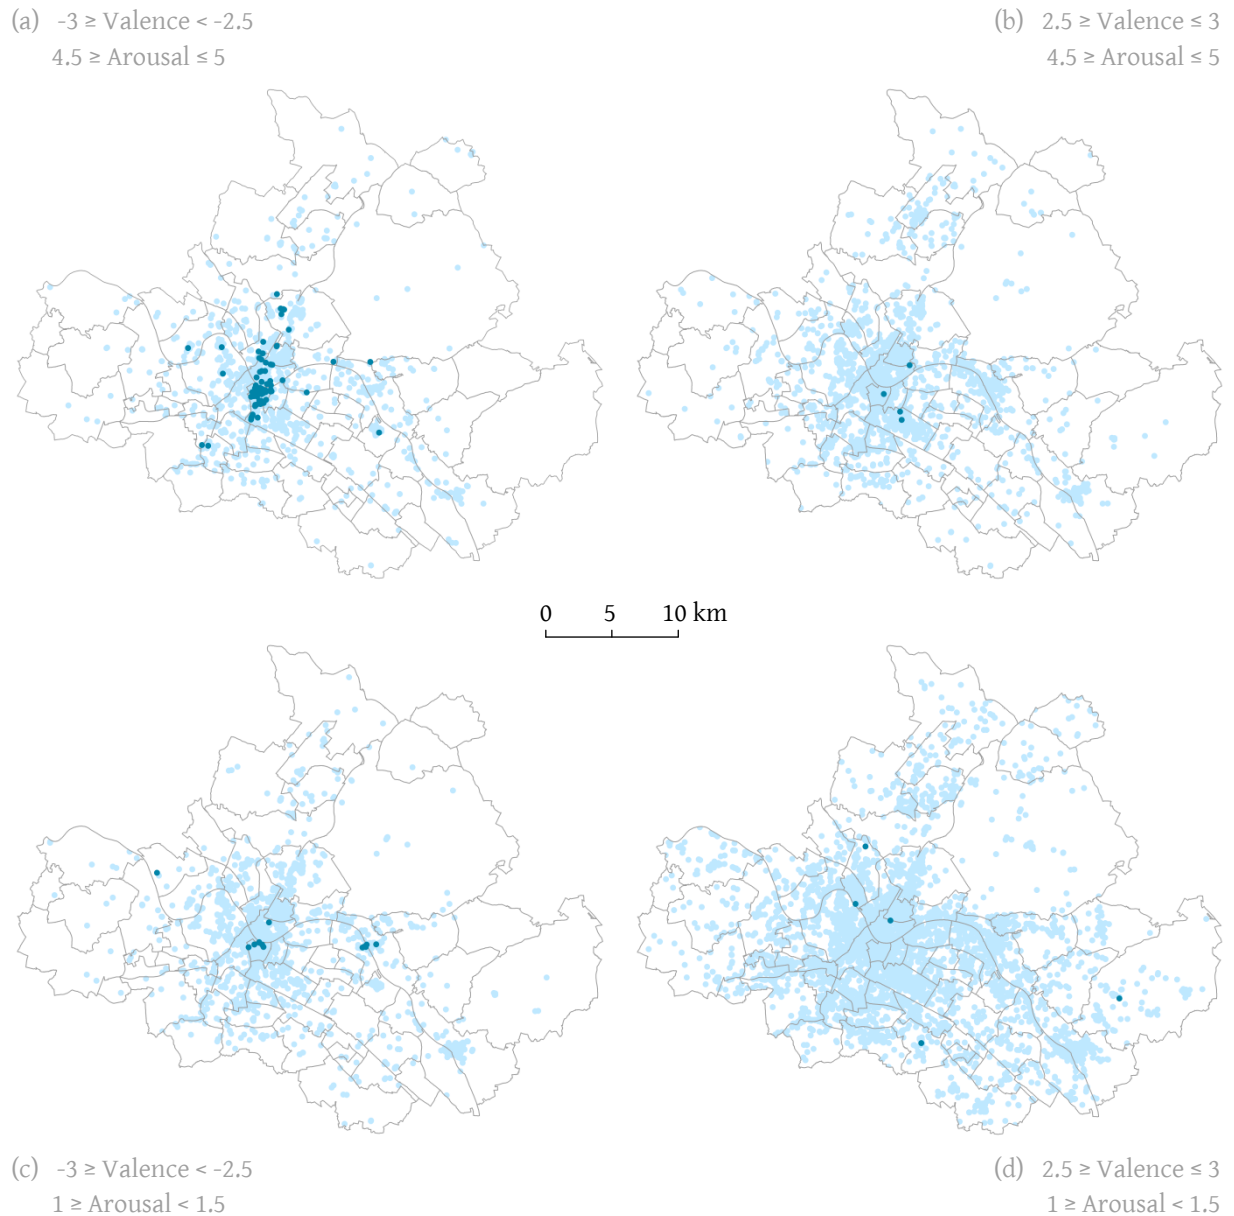 (a) -3 ≥ Valence < -2.5
4.5 ≥ Arousal ≤ 5
(b) 2.5 ≥ Valence ≤ 3
4.5 ≥ Arousal ≤ 5
0 5 10 km
(c) -3 ≥ Valence < -2.5
1 ≥ Arousal < 1.5
(d) 2.5 ≥ Valence ≤ 3
1 ≥ Arousal < 1.5